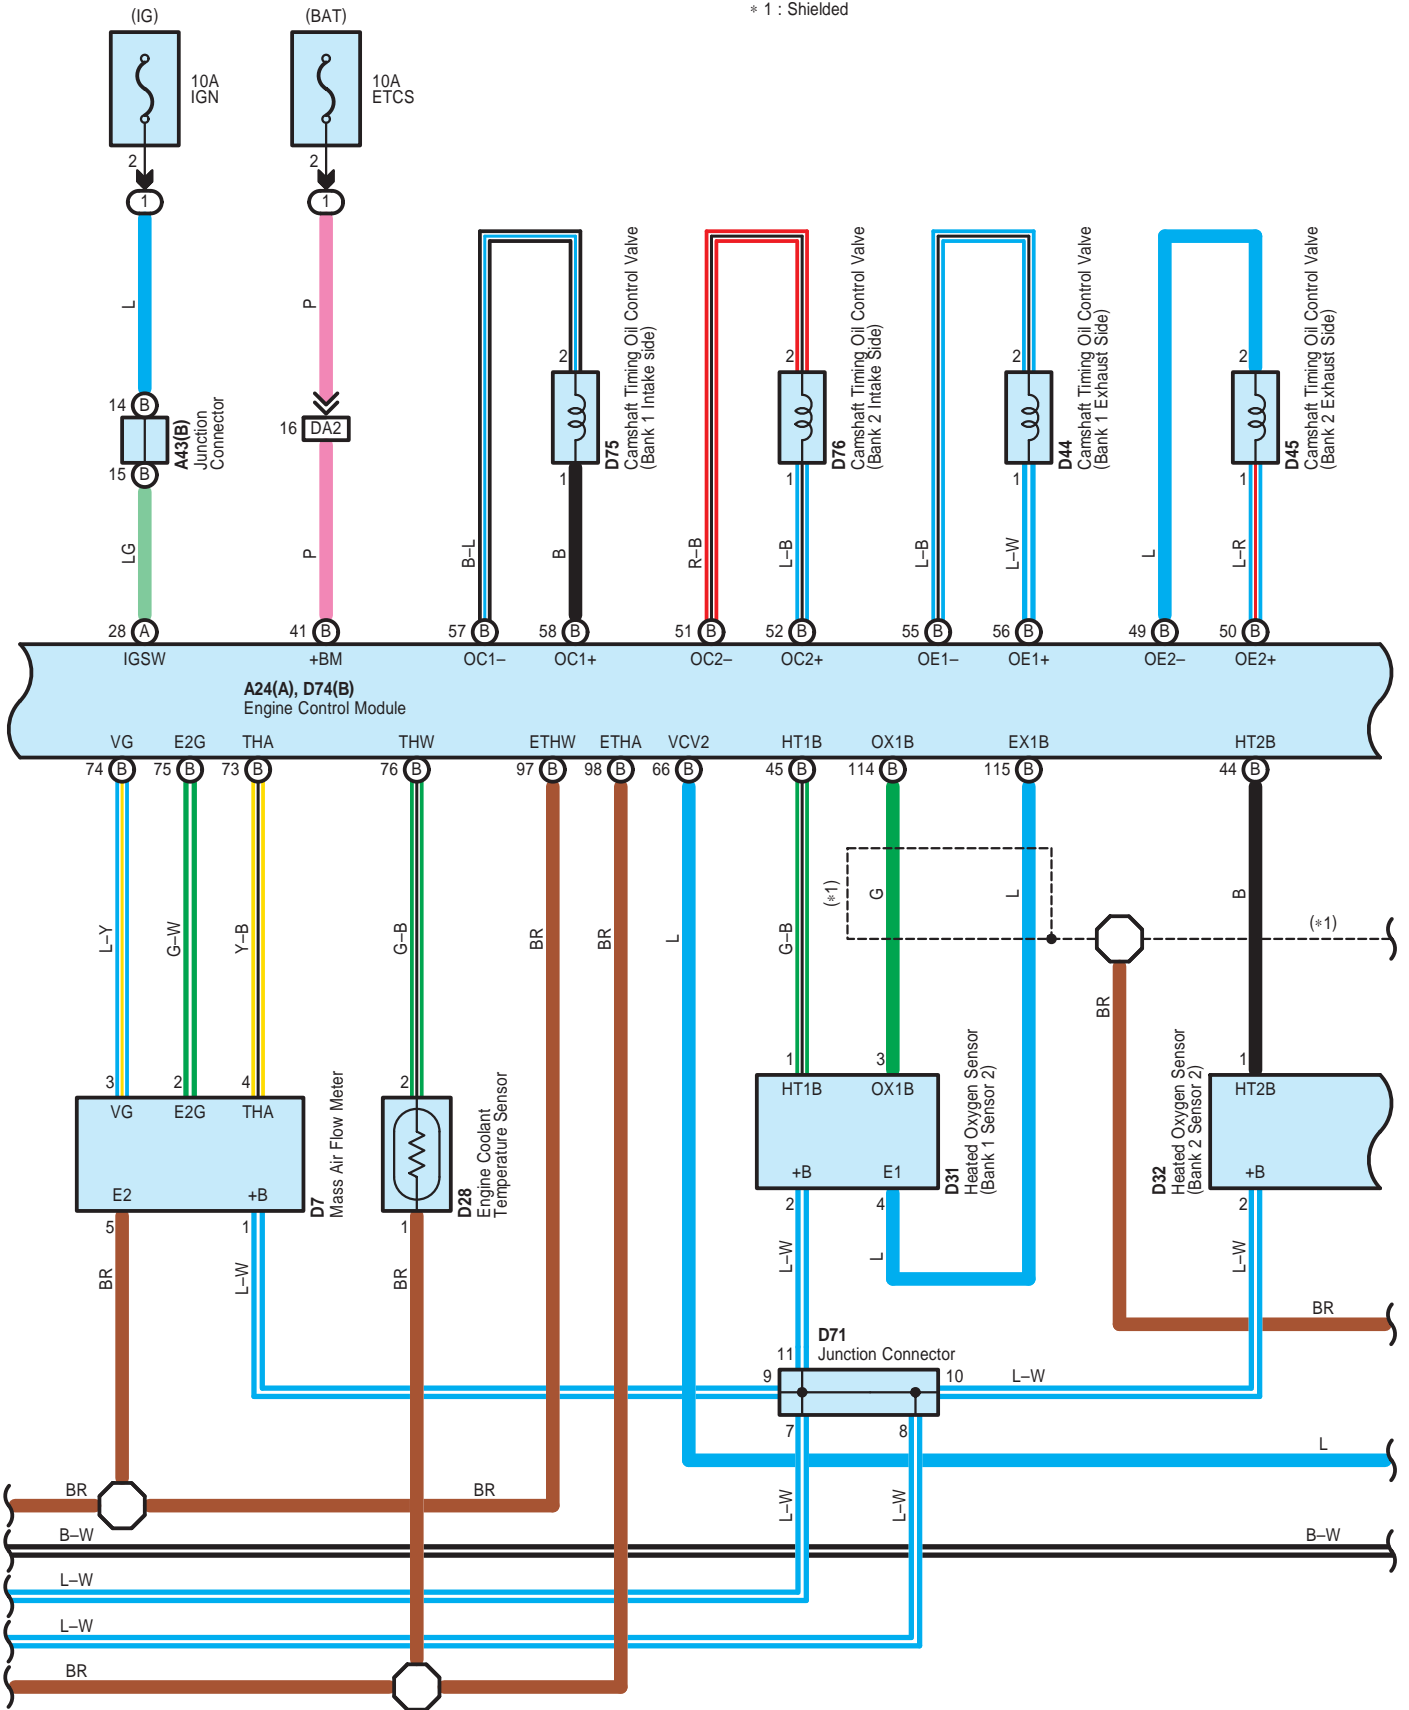 ∗ 1 : Shielded
(IG)
(BAT)
10A
IGN
10A
ETCS
2
2
1
1
L
P
14
B
A43(B)
Junction
Connector
15
B
16
DA2
LG
P
2
D75
Camshaft Timing Oil Control Valve
(Bank 1 Intake side)
1
2
D76
Camshaft Timing Oil Control Valve
(Bank 2 Intake Side)
1
2
D44
Camshaft Timing Oil Control Valve
(Bank 1 Exhaust Side)
1
2
D45
Camshaft Timing Oil Control Valve
(Bank 2 Exhaust Side)
1
B–L
B
R–B
L–B
L–B
L–W
L
L–R
28 A
41 B
57 B
58 B
51 B
52 B
55 B
56 B
49 B
50 B
IGSW
+BM
OC1–
OC1+
OC2–
OC2+
OE1–
OE1+
OE2–
OE2+
A24(A), D74(B)
Engine Control Module
VG
E2G
THA
THW
ETHW
ETHA
VCV2
HT1B
OX1B
EX1B
HT2B
74 B
75 B
73 B
76 B
97 B
98 B
66 B
45 B
114 B
115 B
44 B
L–Y
G–W
Y–B
G–B
BR
BR
L
G–B
(∗1)
G
L
B
(∗1)
BR
3
2
4
VG
E2G
THA
E2
+B
5
1
D7
Mass Air Flow Meter
2
1
D28
Engine Coolant
Temperature Sensor
1
3
HT1B
OX1B
+B
E1
2
4
D31
Heated Oxygen Sensor
(Bank 1 Sensor 2)
1
HT2B
+B
2
D32
Heated Oxygen Sensor
(Bank 2 Sensor 2)
BR
L–W
BR
L–W
L
L–W
BR
D71
Junction Connector
11
9
10
7
8
L–W
L
BR
BR
L–W
L–W
B–W
B–W
L–W
L–W
BR